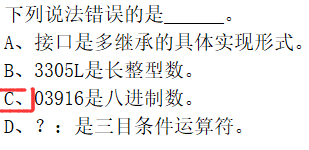 下列说法错误的是______。
A、接口是多继承的具体实现形式。
B、3305L是长整型数。
C、03916是八进制数。
D、？：是三目条件运算符。